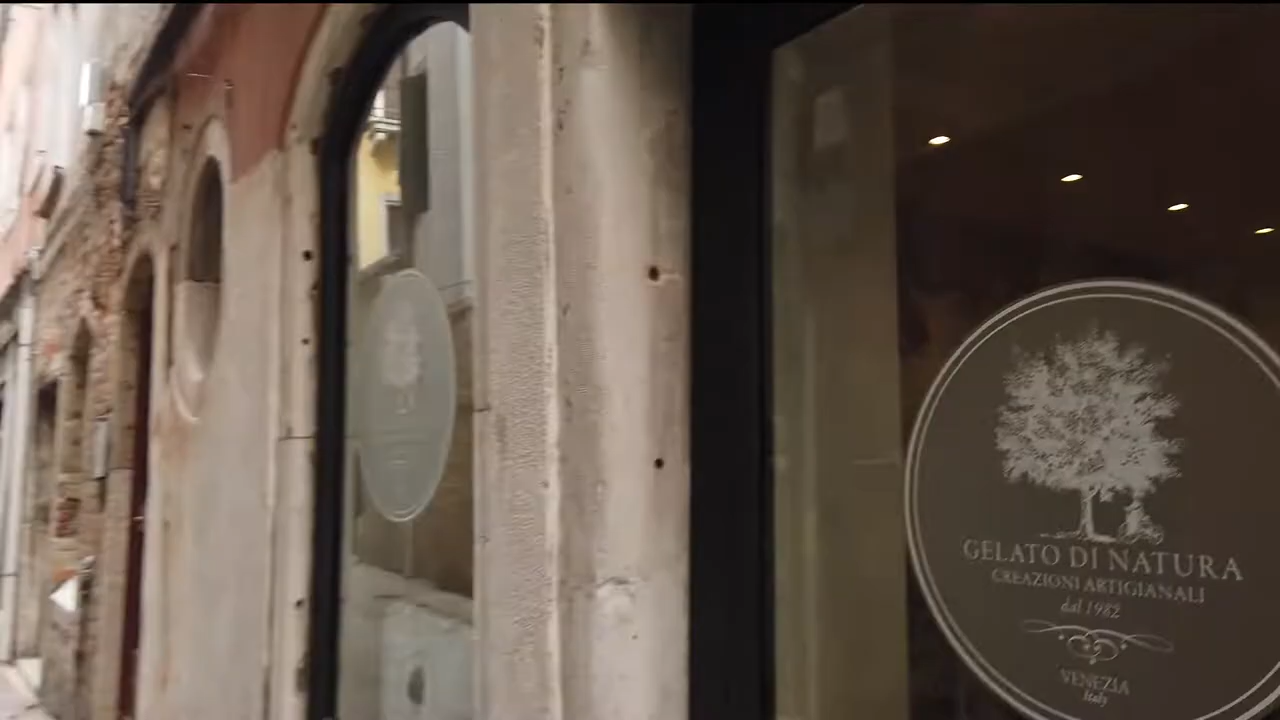 GELATO DI NATURA
CREAZIONI ARTIGIANALI
dal 1982
VENEZIA
Italy